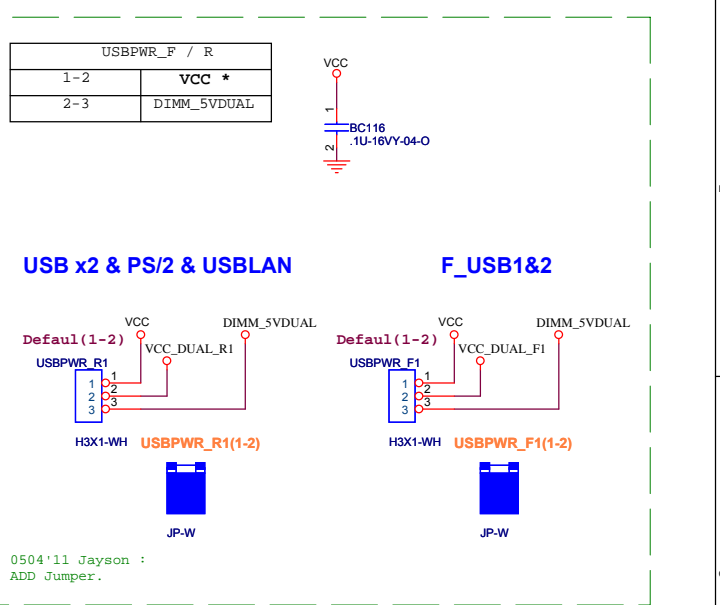 USBPWR_F / R
1-2 VCC *
2-3 DIMM_5VDUAL
VCC
1
BC116
.1U-16VY-04-O
2
USB x2 & PS/2 & USBLAN
F_USB1&2
VCC
DIMM_5VDUAL
Defaul(1-2)
VCC_DUAL_R1
USBPWR_R1
1 1
2 2
3 3
H3X1-WH
USBPWR_R1(1-2)
JP-W
VCC
DIMM_5VDUAL
Defaul(1-2)
VCC_DUAL_F1
USBPWR_F1
1 1
2 2
3 3
H3X1-WH
USBPWR_F1(1-2)
JP-W
0504'11 Jayson :
ADD Jumper.